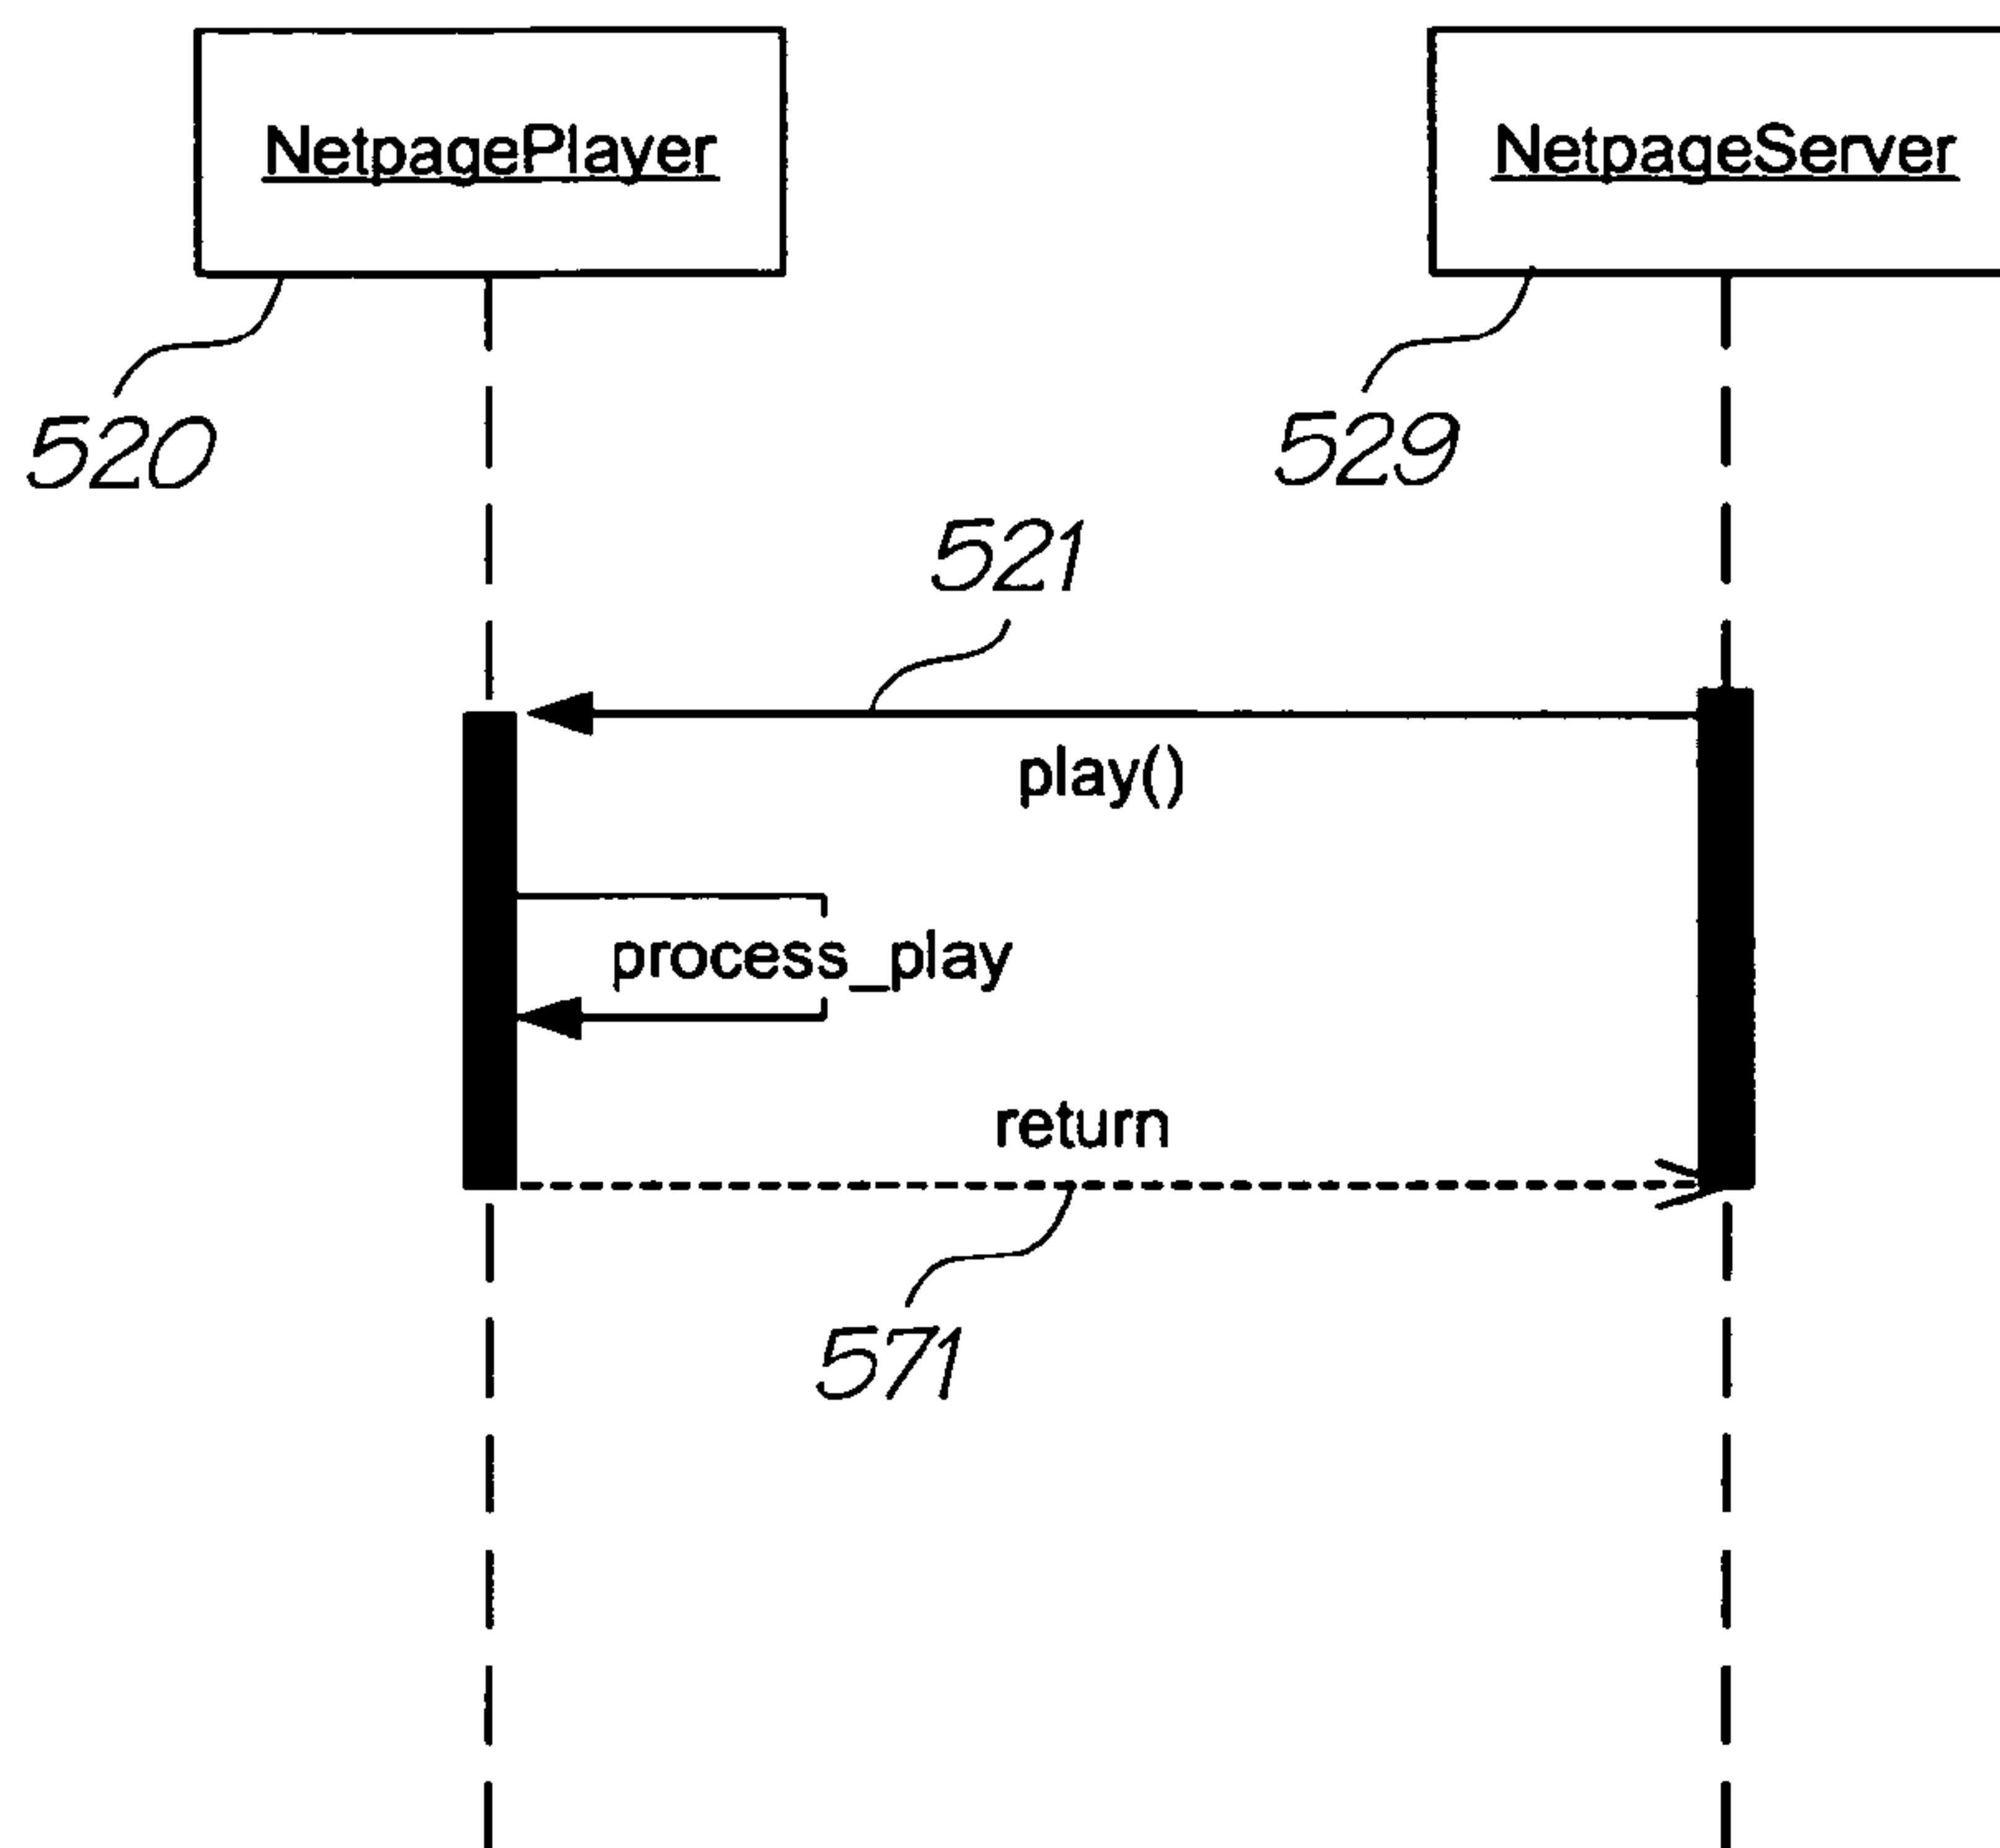 NetpagePlayer
NetpageServer
520
529
521
play()
process_play
return
571